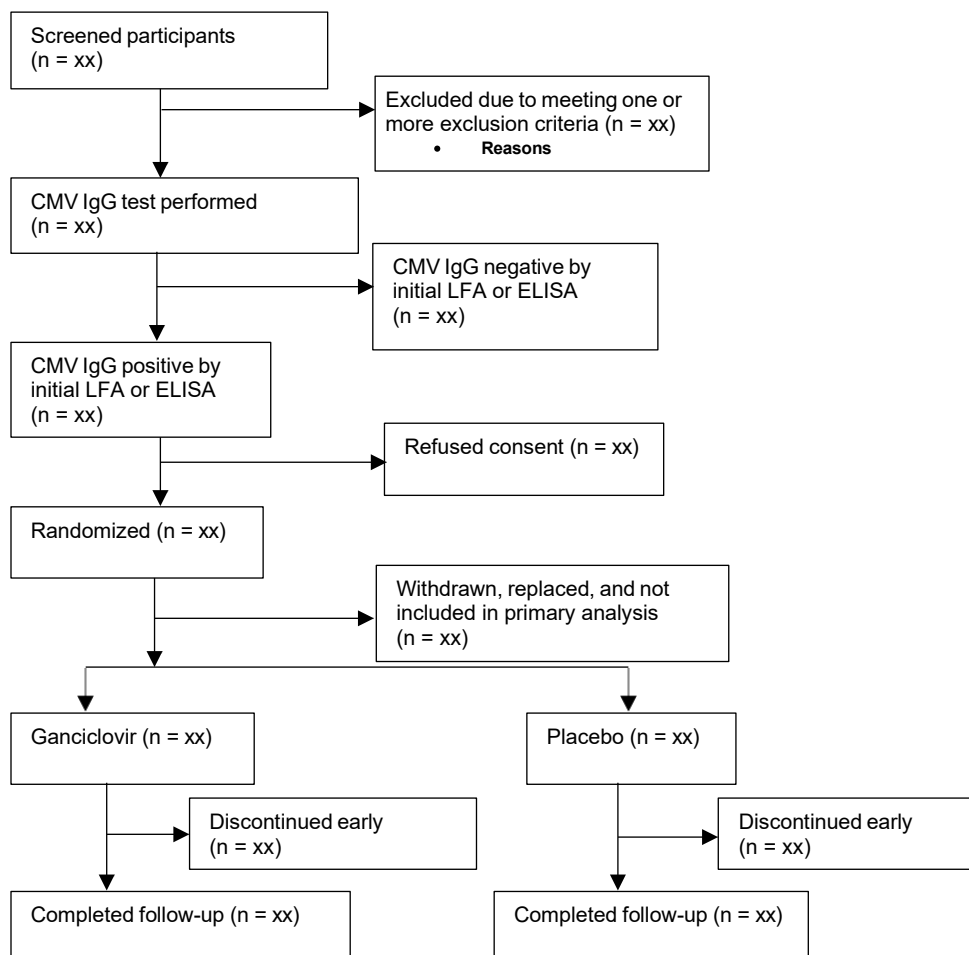 Screened participants
(n = xx)
Excluded due to meeting one or
more exclusion criteria (n = xx)
• Reasons
CMV IgG test performed
(n = xx)
CMV IgG negative by
initial LFA or ELISA
(n = xx)
CMV IgG positive by
initial LFA or ELISA
(n = xx)
Refused consent (n = xx)
Randomized (n = xx)
Withdrawn, replaced, and not
included in primary analysis
(n = xx)
Ganciclovir (n = xx)
Placebo (n = xx)
Discontinued early
(n = xx)
Discontinued early
(n = xx)
Completed follow-up (n = xx)
Completed follow-up (n = xx)